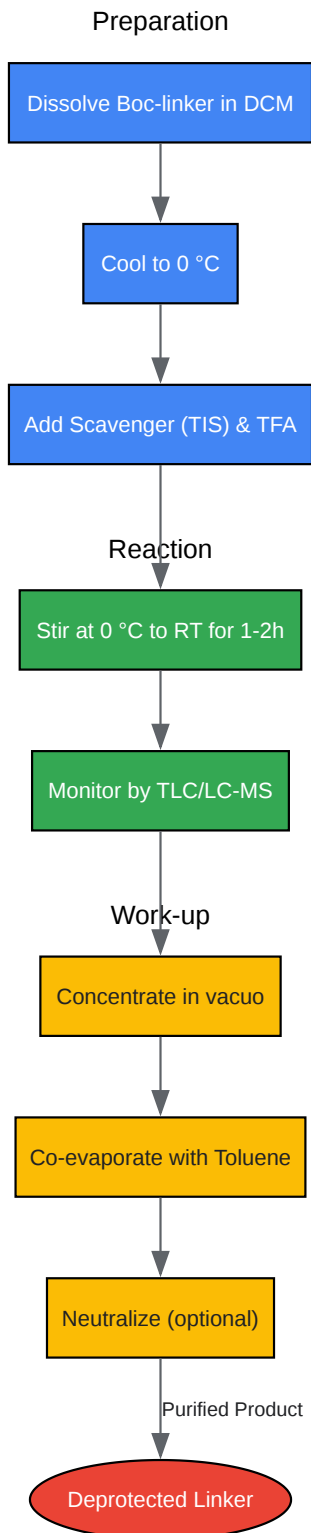 Preparation
Dissolve Boc-linker in DCM
Cool to 0 °C
Add Scavenger (TIS) & TFA
Reaction
Stir at 0 °C to RT for 1-2h
Monitor by TLC/LC-MS
Work-up
Concentrate in vacuo
Co-evaporate with Toluene
Neutralize (optional)
Purified Product
Deprotected Linker